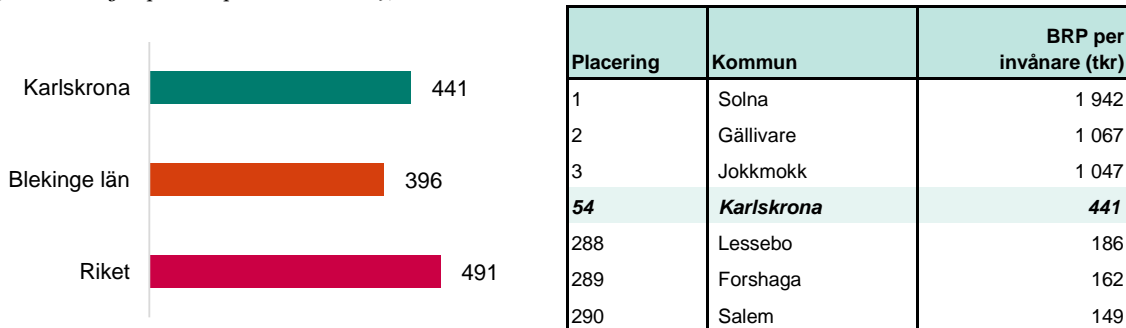 Karlskrona 441
Blekinge län 396
Riket 491
Placering Kommun BRP per invånare (tkr)
1 Solna 1 942
2 Gällivare 1 067
3 Jokkmokk 1 047
54 Karlskrona 441
288 Lessebo 186
289 Forshaga 162
290 Salem 149